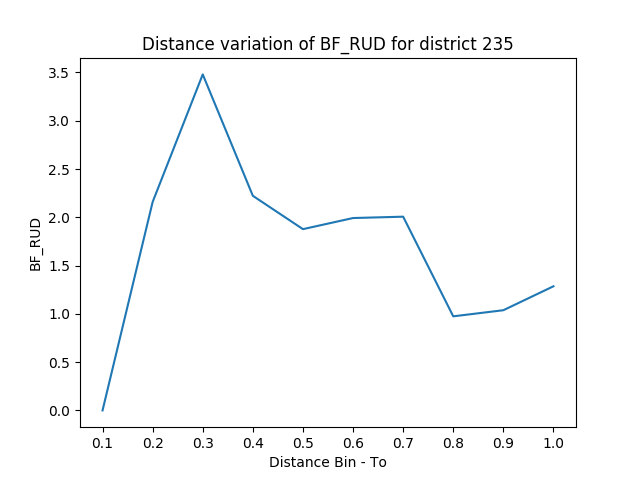 Distance variation of BF_RUD for district 235
3.5
3.0
2.5
2.0
1.5
1.0
0.5
0.0
BF_RUD
0.1 0.2 0.3 0.4 0.5 0.6 0.7 0.8 0.9 1.0
Distance Bin - To